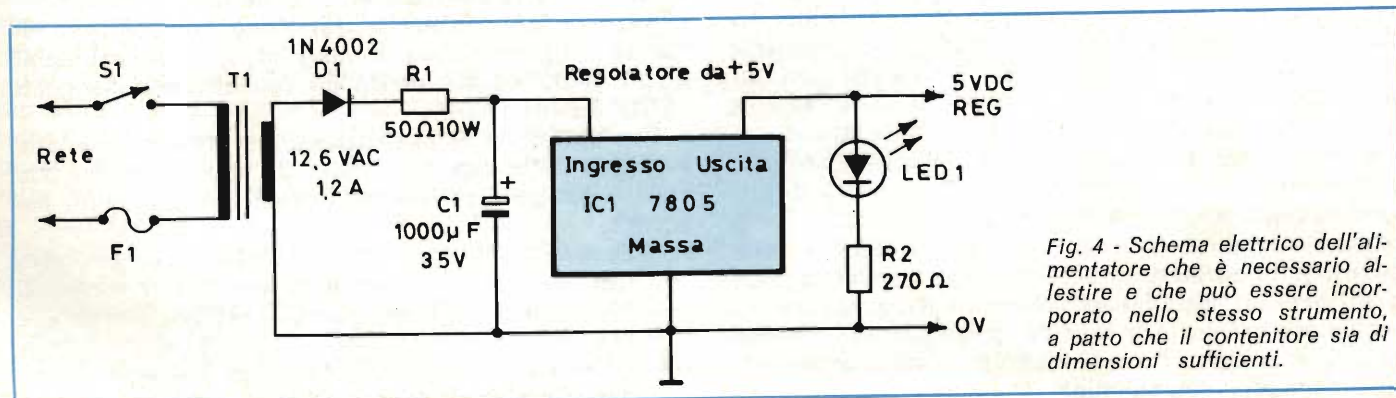 S1
T1
1N4002
D1
R1
50Ω10W
Regolatore da +5V
5VDC
REG
Rete
12,6 VAC
1,2 A
F1
C1
+
1000µF
35V
Ingresso Uscita
IC1 7805
Massa
LED1
R2
270Ω
0V
Fig. 4 - Schema elettrico dell'ali-
mentatore che è necessario al-
lestire e che può essere incor-
porato nello stesso strumento,
a patto che il contenitore sia di
dimensioni sufficienti.